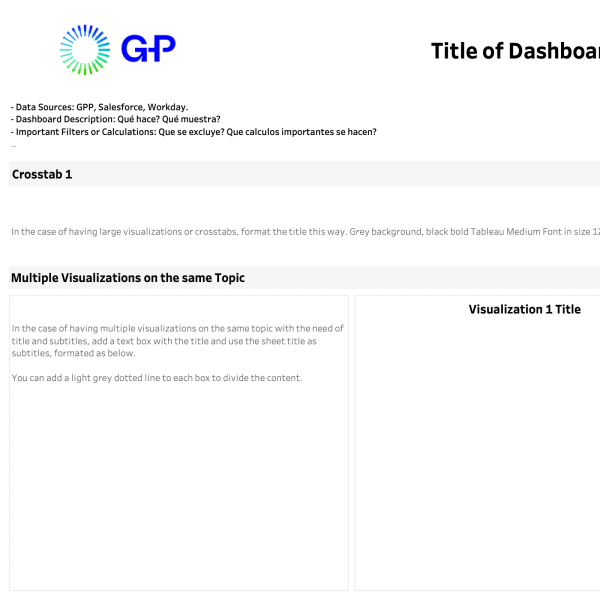 G-P
Title of Dashboar
- Data Sources: GPP, Salesforce, Workday.
- Dashboard Description: Qué hace? Qué muestra?
- Important Filters or Calculations: Que se excluye? Que calculos importantes se hacen?
..
Crosstab 1
In the case of having large visualizations or crosstabs, format the title this way. Grey background, black bold Tableau Medium Font in size 12
Multiple Visualizations on the same Topic
Visualization 1 Title
In the case of having multiple visualizations on the same topic with the need of
title and subtitles, add a text box with the title and use the sheet title as
subtitles, formated as below.
You can add a light grey dotted line to each box to divide the content.